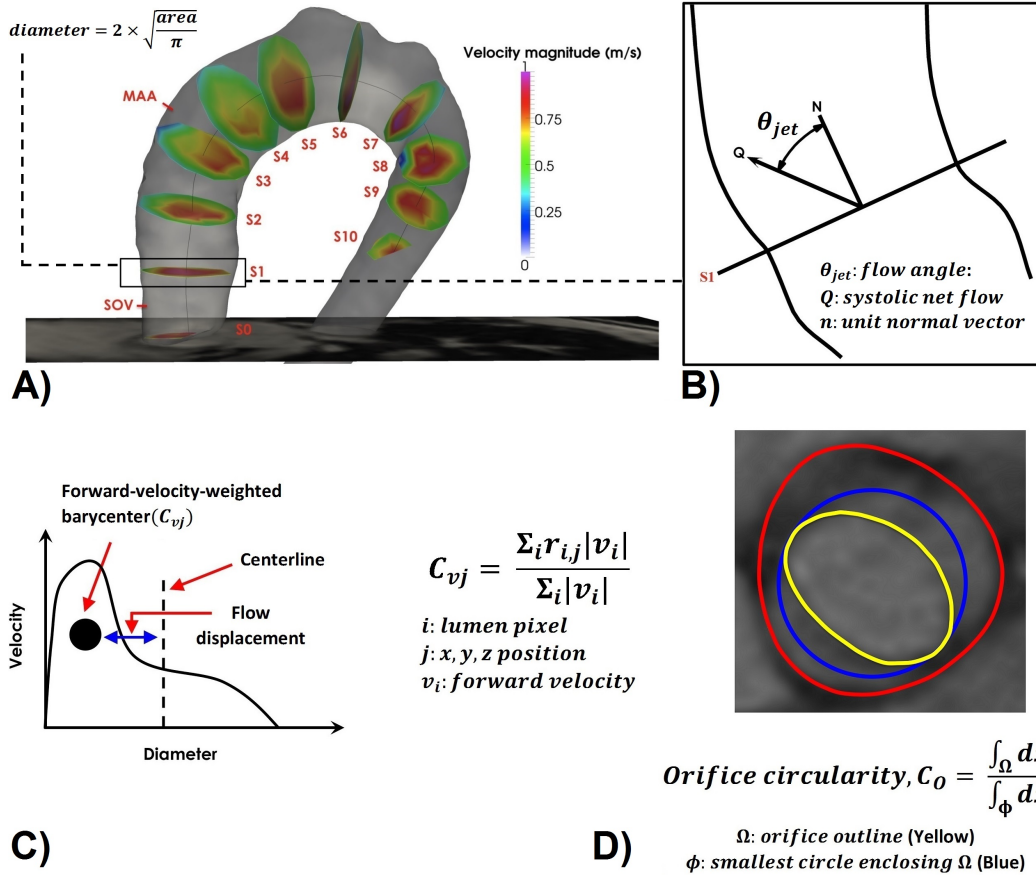 diameter = 2 × √(area/π)
Velocity magnitude (m/s)
1
0.75
0.5
0.25
0
MAA
S6
S5
S7
S4
S8
S3
S9
S2
S10
S1
SOV
S0
A)
N
θjet
Q
S1
θjet: flow angle:
Q: systolic net flow
n: unit normal vector
B)
Forward-velocity-weighted
barycenter(Cvj)
Centerline
Flow
displacement
Velocity
Diameter
Cvj = Σi ri,j|vi| / Σi|vi|
i: lumen pixel
j: x, y, z position
vi: forward velocity
C)
Orifice circularity, CO = ∫Ω d / ∫ϕ d
Ω: orifice outline (Yellow)
ϕ: smallest circle enclosing Ω (Blue)
D)